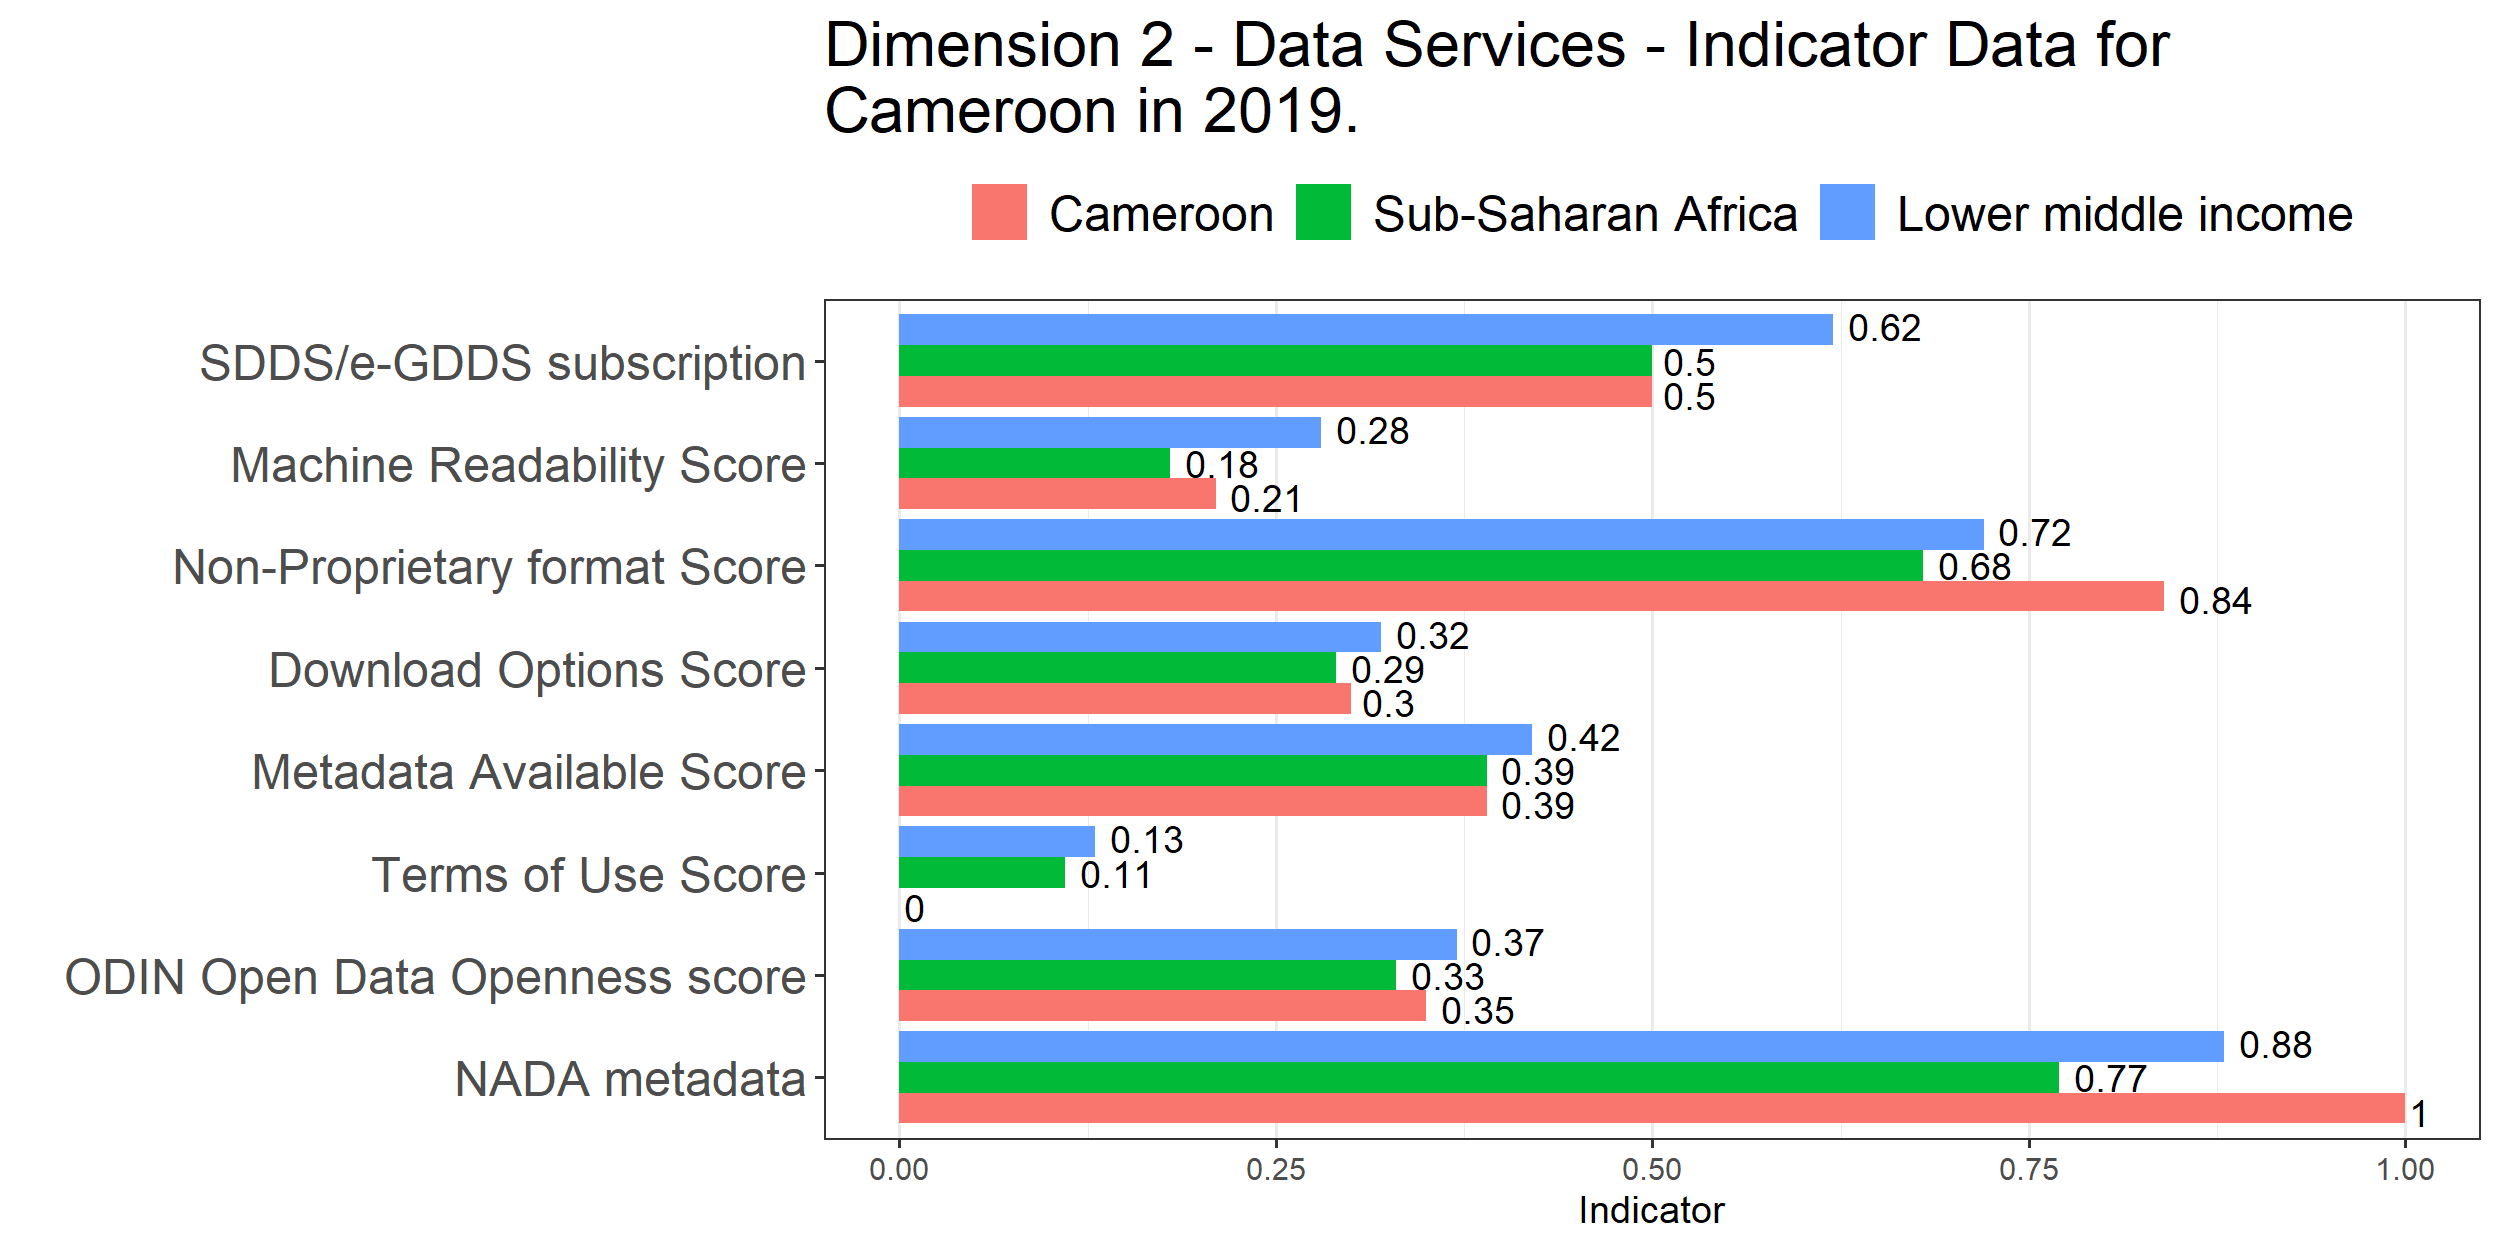 Dimension 2 - Data Services - Indicator Data for
Cameroon in 2019.
Cameroon Sub-Saharan Africa Lower middle income
SDDS/e-GDDS subscription
0.62
0.5
0.5
Machine Readability Score
0.28
0.18
0.21
Non-Proprietary format Score
0.72
0.68
0.84
Download Options Score
0.32
0.29
0.3
Metadata Available Score
0.42
0.39
0.39
Terms of Use Score
0.13
0.11
0
ODIN Open Data Openness score
0.37
0.33
0.35
NADA metadata
0.88
0.77
1
0.00 0.25 0.50 0.75 1.00
Indicator